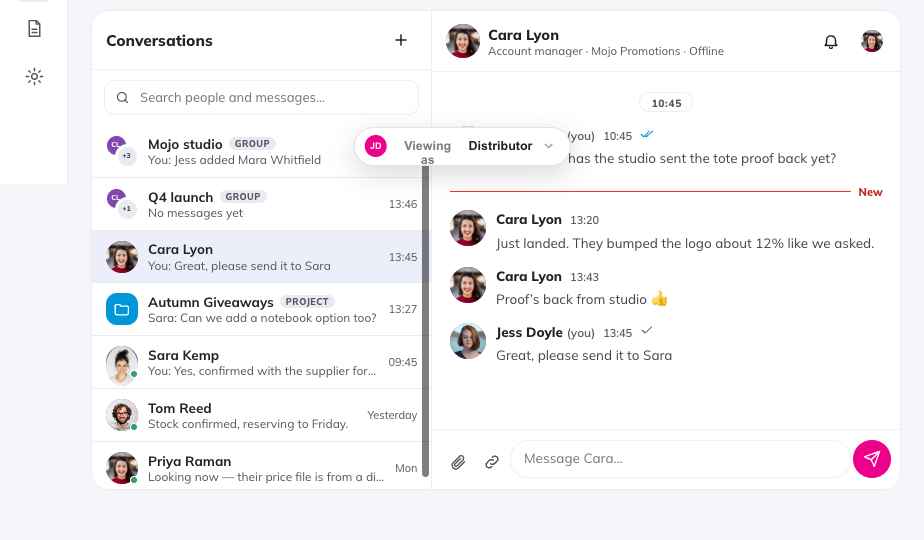 Conversations
Search people and messages...
CL
+3
Mojo studio GROUP
You: Jess added Mara Whitfield
CL
+1
Q4 launch GROUP
No messages yet
13:46
Cara Lyon
You: Great, please send it to Sara
13:45
Autumn Giveaways PROJECT
Sara: Can we add a notebook option too?
13:27
Sara Kemp
You: Yes, confirmed with the supplier for...
09:45
Tom Reed
Stock confirmed, reserving to Friday.
Yesterday
Priya Raman
Looking now — their price file is from a di...
Mon
JD
Viewing
as
Distributor
Cara Lyon
Account manager · Mojo Promotions · Offline
10:45
(you) 10:45
has the studio sent the tote proof back yet?
New
Cara Lyon 13:20
Just landed. They bumped the logo about 12% like we asked.
Cara Lyon 13:43
Proof's back from studio 👍
Jess Doyle (you) 13:45
Great, please send it to Sara
Message Cara...